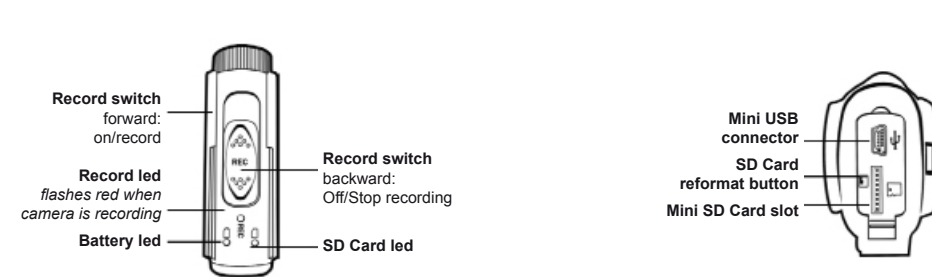 Record switch
forward:
on/record
Record led
flashes red when
camera is recording
Battery led
REC
REC
Record switch
backward:
Off/Stop recording
SD Card led
Mini USB
connector
SD Card
reformat button
Mini SD Card slot